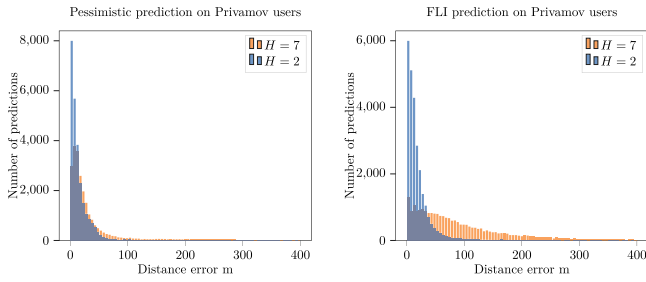 Pessimistic prediction on Privamov users
8,000
6,000
4,000
2,000
0
Number of predictions
H = 7
H = 2
0 100 200 300 400
Distance error m
FLI prediction on Privamov users
6,000
4,000
2,000
0
Number of predictions
H = 7
H = 2
0 100 200 300 400
Distance error m